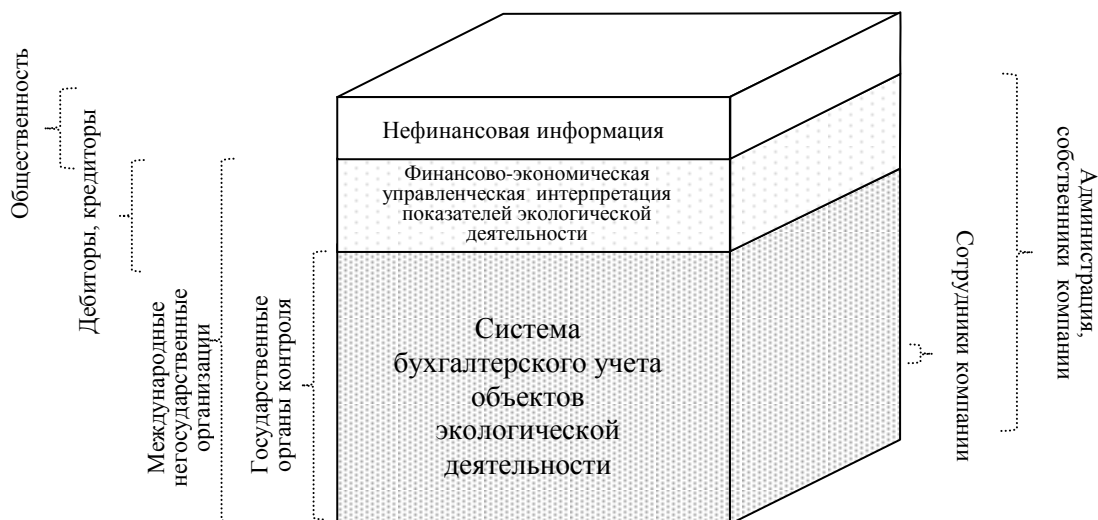 Общественность
Дебиторы, кредиторы
Международные
негосударственные
организации
Государственные
органы контроля
Нефинансовая информация
Финансово-экономическая
управленческая интерпретация
показателей экологической
деятельности
Система
бухгалтерского учета
объектов
экологической
деятельности
Сотрудники компании
Администрация,
собственники компании